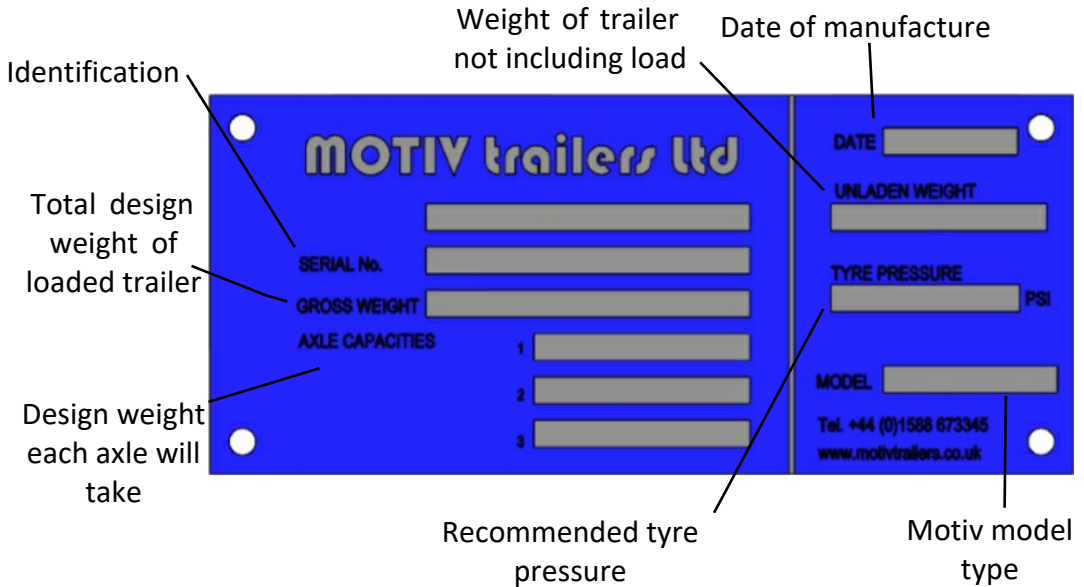 Weight of trailer
not including load
Date of manufacture
Identification
MOTIV trailers Ltd
DATE
Total design
weight of
loaded trailer
UNLADEN WEIGHT
SERIAL No.
TYRE PRESSURE
GROSS WEIGHT
PSI
AXLE CAPACITIES
1
2
3
MODEL
Design weight
each axle will
take
Tel. +44 (0)1588 673345
www.motivtrailers.co.uk
Recommended tyre
pressure
Motiv model
type